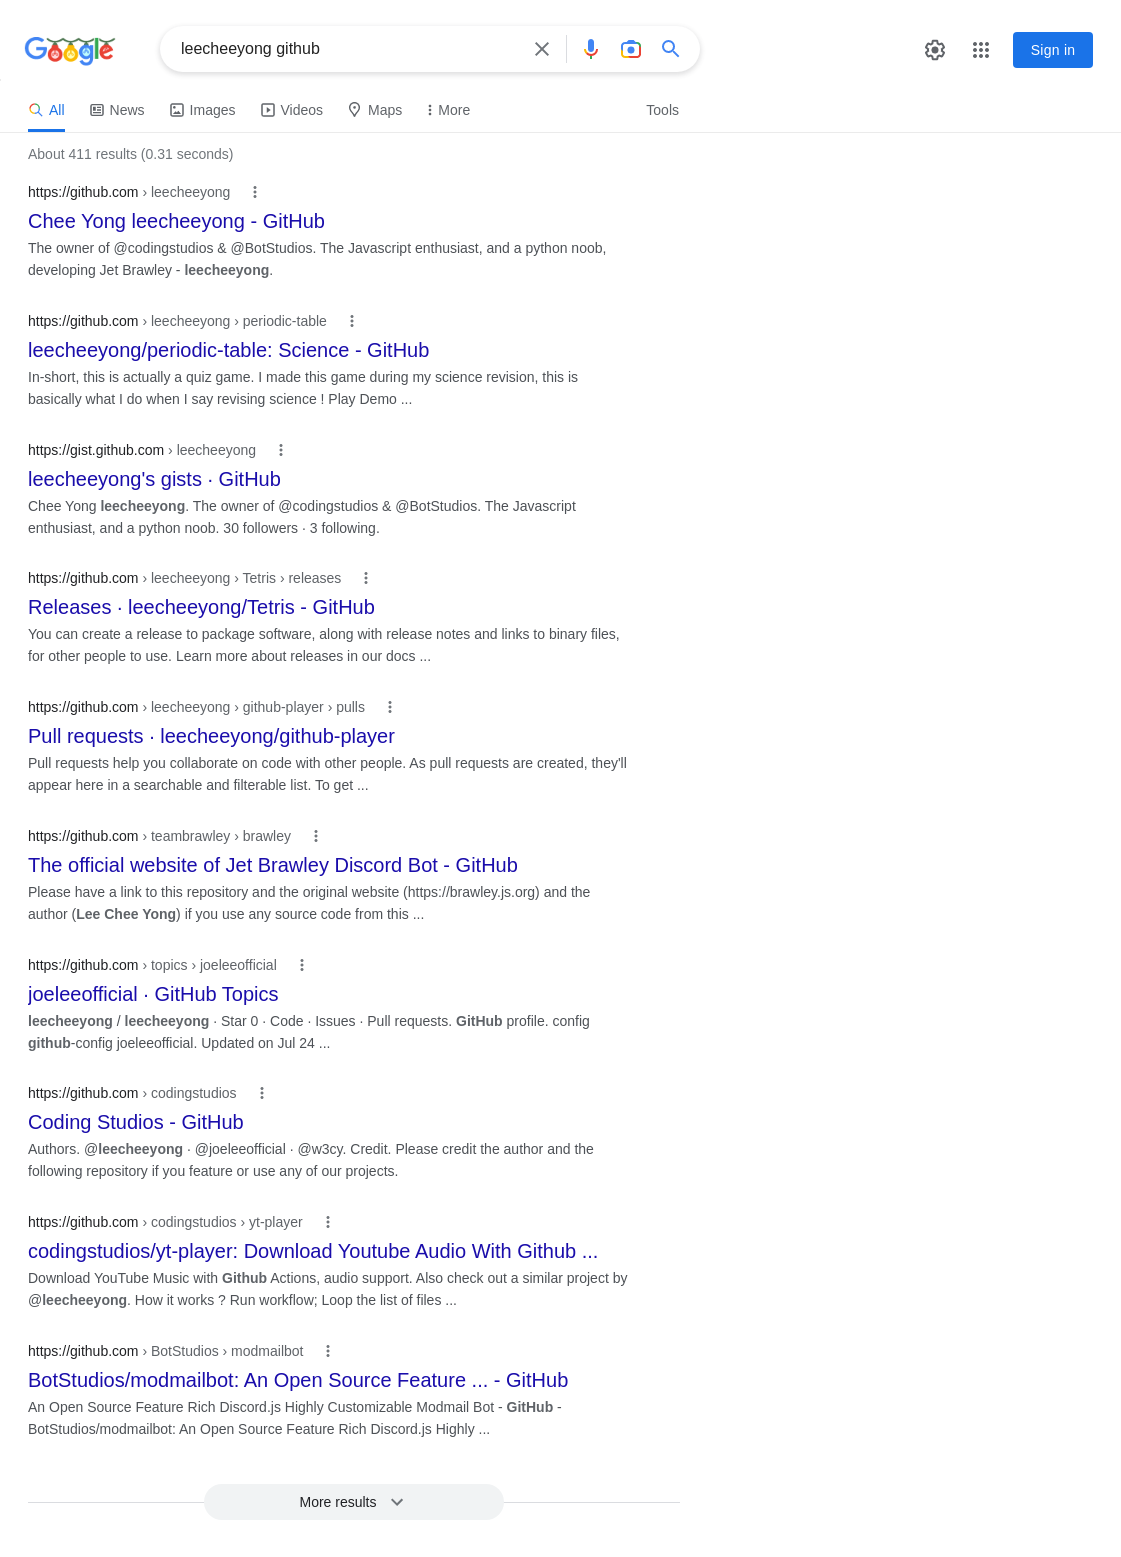 Google
leecheeyong github
Sign in
All News Images Videos Maps More Tools
About 411 results (0.31 seconds)
https://github.com › leecheeyong
Chee Yong leecheeyong - GitHub
The owner of @codingstudios & @BotStudios. The Javascript enthusiast, and a python noob,
developing Jet Brawley - leecheeyong.
https://github.com › leecheeyong › periodic-table
leecheeyong/periodic-table: Science - GitHub
In-short, this is actually a quiz game. I made this game during my science revision, this is
basically what I do when I say revising science ! Play Demo ...
https://gist.github.com › leecheeyong
leecheeyong's gists · GitHub
Chee Yong leecheeyong. The owner of @codingstudios & @BotStudios. The Javascript
enthusiast, and a python noob. 30 followers · 3 following.
https://github.com › leecheeyong › Tetris › releases
Releases · leecheeyong/Tetris - GitHub
You can create a release to package software, along with release notes and links to binary files,
for other people to use. Learn more about releases in our docs ...
https://github.com › leecheeyong › github-player › pulls
Pull requests · leecheeyong/github-player
Pull requests help you collaborate on code with other people. As pull requests are created, they'll
appear here in a searchable and filterable list. To get ...
https://github.com › teambrawley › brawley
The official website of Jet Brawley Discord Bot - GitHub
Please have a link to this repository and the original website (https://brawley.js.org) and the
author (Lee Chee Yong) if you use any source code from this ...
https://github.com › topics › joeleeofficial
joeleeofficial · GitHub Topics
leecheeyong / leecheeyong · Star 0 · Code · Issues · Pull requests. GitHub profile. config
github-config joeleeofficial. Updated on Jul 24 ...
https://github.com › codingstudios
Coding Studios - GitHub
Authors. @leecheeyong · @joeleeofficial · @w3cy. Credit. Please credit the author and the
following repository if you feature or use any of our projects.
https://github.com › codingstudios › yt-player
codingstudios/yt-player: Download Youtube Audio With Github ...
Download YouTube Music with Github Actions, audio support. Also check out a similar project by
@leecheeyong. How it works ? Run workflow; Loop the list of files ...
https://github.com › BotStudios › modmailbot
BotStudios/modmailbot: An Open Source Feature ... - GitHub
An Open Source Feature Rich Discord.js Highly Customizable Modmail Bot - GitHub -
BotStudios/modmailbot: An Open Source Feature Rich Discord.js Highly ...
More results